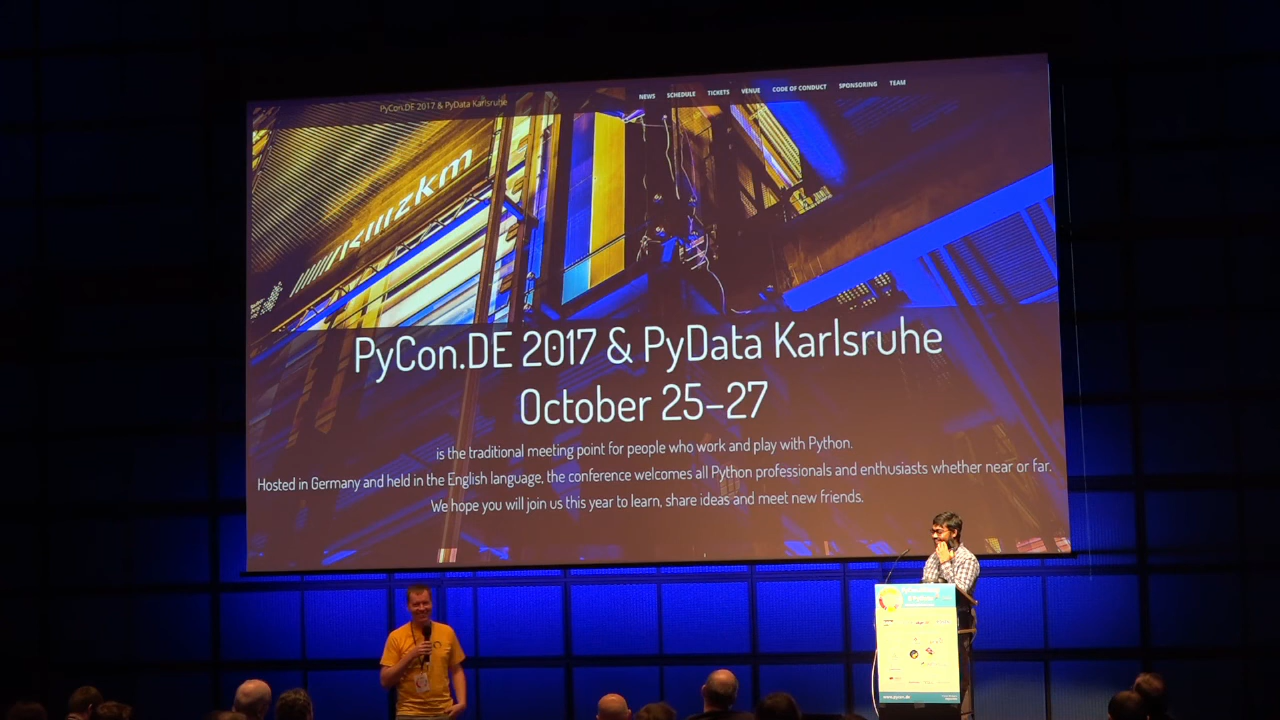 PyCon.DE 2017 & PyData Karlsruhe
NEWS SCHEDULE TICKETS VENUE CODE OF CONDUCT SPONSORING TEAM
zkm
PyCon.DE 2017 & PyData Karlsruhe
October 25–27
is the traditional meeting point for people who work and play with Python.
Hosted in Germany and held in the English language, the conference welcomes all Python professionals and enthusiasts whether near or far.
We hope you will join us this year to learn, share ideas and meet new friends.
www.pycon.de